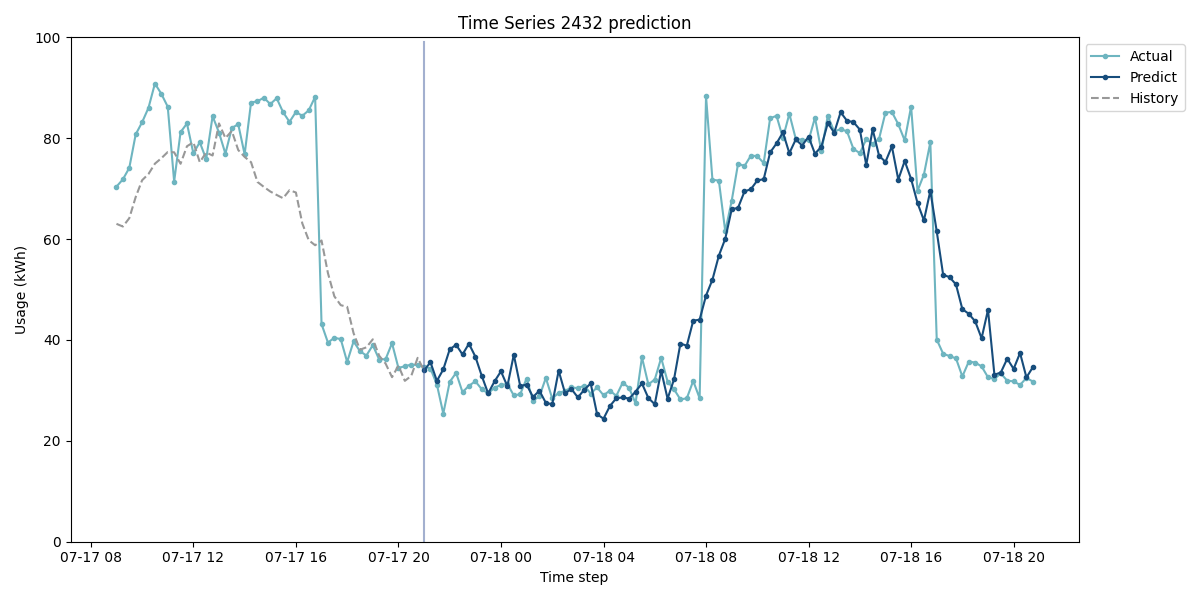 Time Series 2432 prediction
Usage (kWh)
100
80
60
40
20
0
07-17 08
07-17 12
07-17 16
07-17 20
07-18 00
07-18 04
07-18 08
07-18 12
07-18 16
07-18 20
Time step
Actual
Predict
History